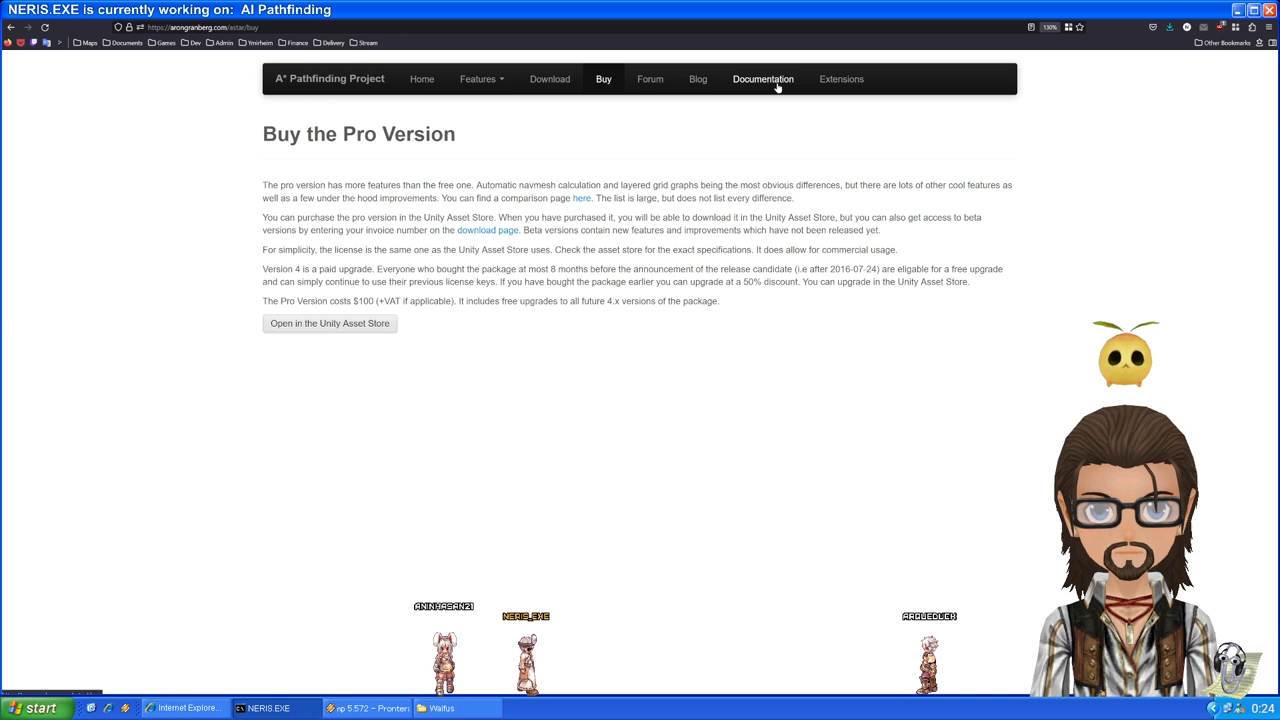 NERIS.EXE is currently working on: AI Pathfinding
https://arongranberg.com/astar/buy
130%
Maps Documents Games Dev Admin Ymirheim Finance Delivery Stream
Other Bookmarks
A* Pathfinding Project Home Features Download Buy Forum Blog Documentation Extensions
Buy the Pro Version
The pro version has more features than the free one. Automatic navmesh calculation and layered grid graphs being the most obvious differences, but there are lots of other cool features as
well as a few under the hood improvements. You can find a comparison page here. The list is large, but does not list every difference.
You can purchase the pro version in the Unity Asset Store. When you have purchased it, you will be able to download it in the Unity Asset Store, but you can also get access to beta
versions by entering your invoice number on the download page. Beta versions contain new features and improvements which have not been released yet.
For simplicity, the license is the same one as the Unity Asset Store uses. Check the asset store for the exact specifications. It does allow for commercial usage.
Version 4 is a paid upgrade. Everyone who bought the package at most 8 months before the announcement of the release candidate (i.e after 2016-07-24) are eligible for a free upgrade
and can simply continue to use their previous license keys. If you have bought the package earlier you can upgrade at a 50% discount. You can upgrade in the Unity Asset Store.
The Pro Version costs $100 (+VAT if applicable). It includes free upgrades to all future 4.x versions of the package.
Open in the Unity Asset Store
ANINHASAN21
NERIS_EXE
ARQUEDUCK
start Internet Explore... NERIS.EXE np 5.572 – Pronter Waifus 0:24